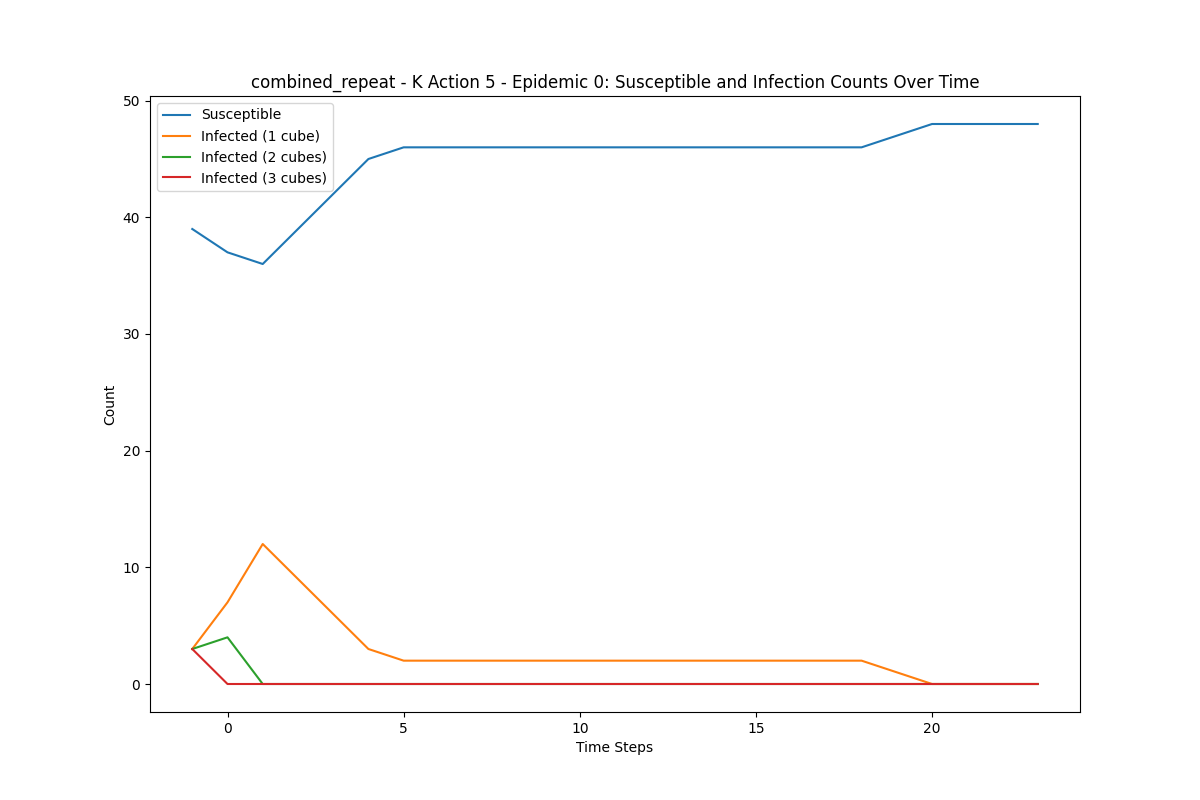 combined_repeat - K Action 5 - Epidemic 0: Susceptible and Infection Counts Over Time
50
40
30
20
10
0
Count
Susceptible
Infected (1 cube)
Infected (2 cubes)
Infected (3 cubes)
0 5 10 15 20
Time Steps